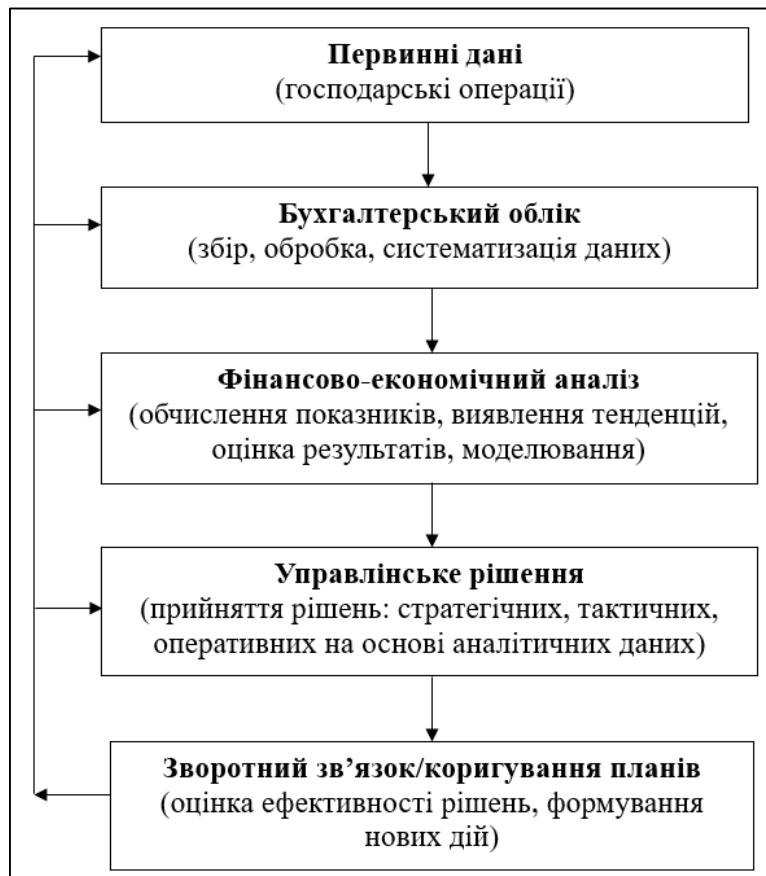 Первинні дані
(господарські операції)
Бухгалтерський облік
(збір, обробка, систематизація даних)
Фінансово-економічний аналіз
(обчислення показників, виявлення тенденцій,
оцінка результатів, моделювання)
Управлінське рішення
(прийняття рішень: стратегічних, тактичних,
оперативних на основі аналітичних даних)
Зворотний зв’язок/коригування планів
(оцінка ефективності рішень, формування
нових дій)